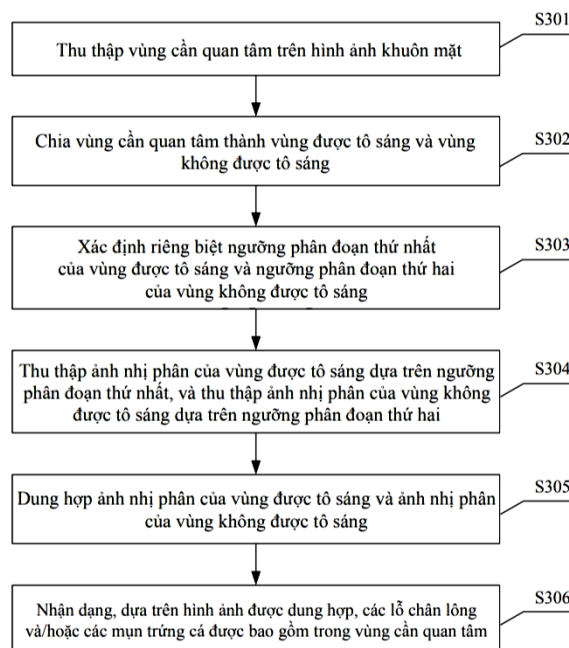 S301
Thu thập vùng cần quan tâm trên hình ảnh khuôn mặt
S302
Chia vùng cần quan tâm thành vùng được tô sáng và vùng
không được tô sáng
S303
Xác định riêng biệt ngưỡng phân đoạn thứ nhất
của vùng được tô sáng và ngưỡng phân đoạn thứ hai
của vùng không được tô sáng
S304
Thu thập ảnh nhị phân của vùng được tô sáng dựa trên ngưỡng
phân đoạn thứ nhất, và thu thập ảnh nhị phân của vùng không
được tô sáng dựa trên ngưỡng phân đoạn thứ hai
S305
Dung hợp ảnh nhị phân của vùng được tô sáng và ảnh nhị phân
của vùng không được tô sáng
S306
Nhận dạng, dựa trên hình ảnh được dung hợp, các lỗ chân lông
và/hoặc các mụn trứng cá được bao gồm trong vùng cần quan tâm